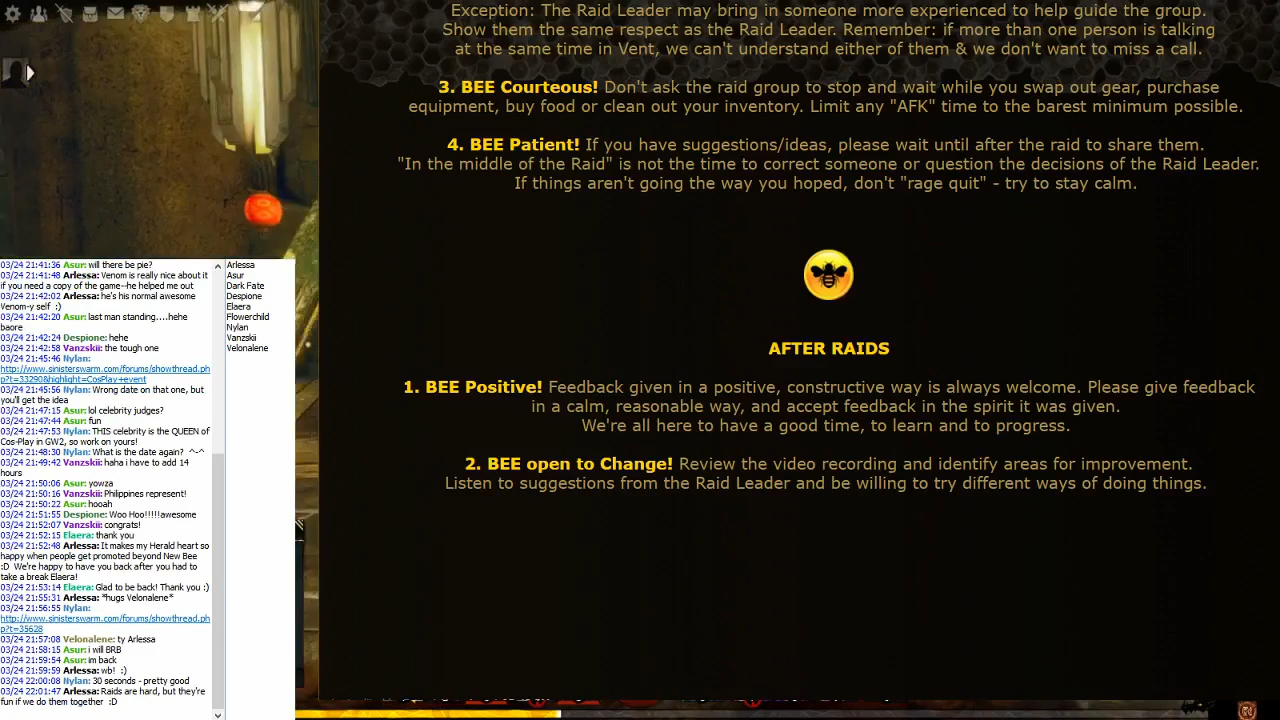 Exception: The Raid Leader may bring in someone more experienced to help guide the group.
Show them the same respect as the Raid Leader. Remember: if more than one person is talking
at the same time in Vent, we can't understand either of them & we don't want to miss a call.
3. BEE Courteous! Don't ask the raid group to stop and wait while you swap out gear, purchase
equipment, buy food or clean out your inventory. Limit any "AFK" time to the barest minimum possible.
4. BEE Patient! If you have suggestions/ideas, please wait until after the raid to share them.
"In the middle of the Raid" is not the time to correct someone or question the decisions of the Raid Leader.
If things aren't going the way you hoped, don't "rage quit" - try to stay calm.
AFTER RAIDS
1. BEE Positive! Feedback given in a positive, constructive way is always welcome. Please give feedback
in a calm, reasonable way, and accept feedback in the spirit it was given.
We're all here to have a good time, to learn and to progress.
2. BEE open to Change! Review the video recording and identify areas for improvement.
Listen to suggestions from the Raid Leader and be willing to try different ways of doing things.
03/24 21:41:36 Asur: will there be pie?
03/24 21:41:48 Arlessa: Venom is really nice about it
if you need a copy of the game--he helped me out
03/24 21:42:02 Arlessa: he's his normal awesome
Venom-y self :)
03/24 21:42:20 Asur: last man standing....hehe
baore
03/24 21:42:24 Despione: hehe
03/24 21:42:58 Vanzskii: the tough one
03/24 21:45:46 Nylan:
http://www.sinisterswarm.com/forums/showthread.ph
p?t=33290&highlight=CosPlay+event
03/24 21:45:56 Nylan: Wrong date on that one, but
you'll get the idea
03/24 21:47:15 Asur: lol celebrity judges?
03/24 21:47:44 Asur: fun
03/24 21:47:53 Nylan: THIS celebrity is the QUEEN of
Cos-Play in GW2, so work on yours!
03/24 21:48:30 Nylan: What is the date again? ^-^
03/24 21:49:42 Vanzskii: haha i have to add 14
hours
03/24 21:50:06 Asur: yowza
03/24 21:50:16 Vanzskii: Philippines represent!
03/24 21:50:22 Asur: hooah
03/24 21:51:55 Despione: Woo Hoo!!!!!awesome
03/24 21:52:07 Vanzskii: congrats!
03/24 21:52:15 Elaera: thank you
03/24 21:52:48 Arlessa: It makes my Herald heart so
happy when people get promoted beyond New Bee
:D We're happy to have you back after you had to
take a break Elaera!
03/24 21:53:14 Elaera: Glad to be back! Thank you :)
03/24 21:55:31 Arlessa: *hugs Velonalene*
03/24 21:56:55 Nylan:
http://www.sinisterswarm.com/forums/showthread.ph
p?t=35628
03/24 21:57:08 Velonalene: ty Arlessa
03/24 21:58:15 Asur: i will BRB
03/24 21:59:54 Asur: im back
03/24 21:59:59 Arlessa: wb! :)
03/24 22:00:08 Nylan: 30 seconds - pretty good
03/24 22:01:47 Arlessa: Raids are hard, but they're
fun if we do them together :D
Arlessa
Asur
Dark Fate
Despione
Elaera
Flowerchild
Nylan
Vanzskii
Velonalene